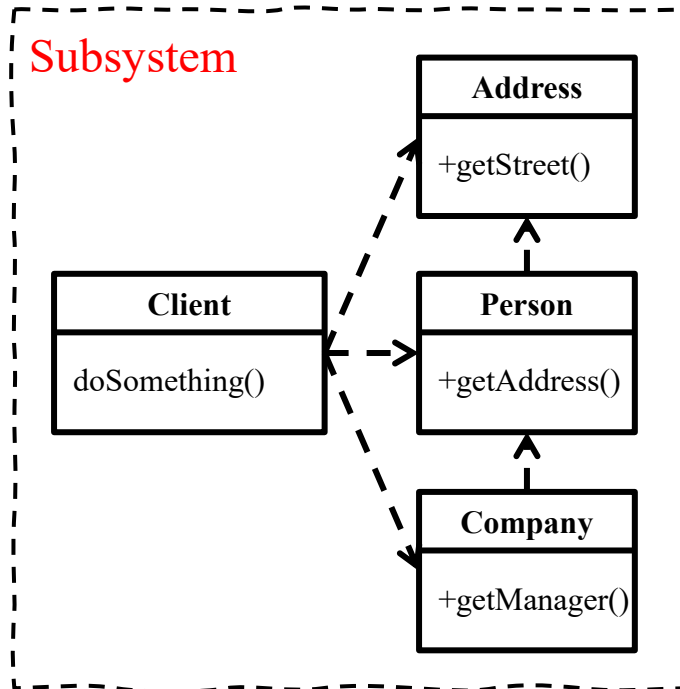 Subsystem
Address
+getStreet()
Client
doSomething()
Person
+getAddress()
Company
+getManager()